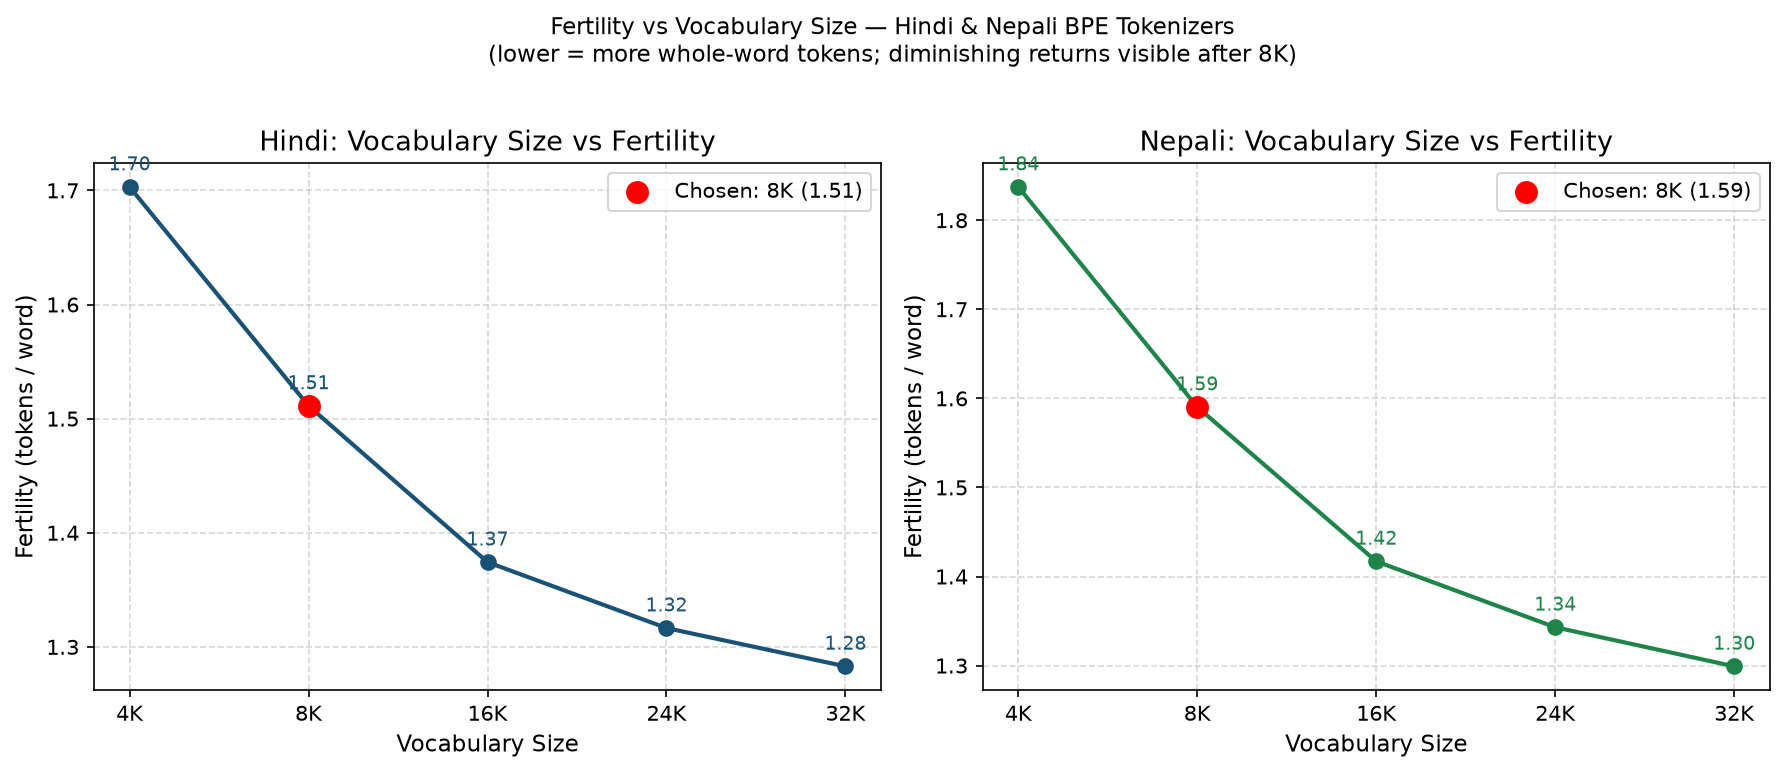 Fertility vs Vocabulary Size — Hindi & Nepali BPE Tokenizers
(lower = more whole-word tokens; diminishing returns visible after 8K)
Hindi: Vocabulary Size vs Fertility
Fertility (tokens / word)
1.7
1.6
1.5
1.4
1.3
1.70
1.51
1.37
1.32
1.28
Chosen: 8K (1.51)
4K
8K
16K
24K
32K
Vocabulary Size
Nepali: Vocabulary Size vs Fertility
Fertility (tokens / word)
1.8
1.7
1.6
1.5
1.4
1.3
1.84
1.59
1.42
1.34
1.30
Chosen: 8K (1.59)
4K
8K
16K
24K
32K
Vocabulary Size